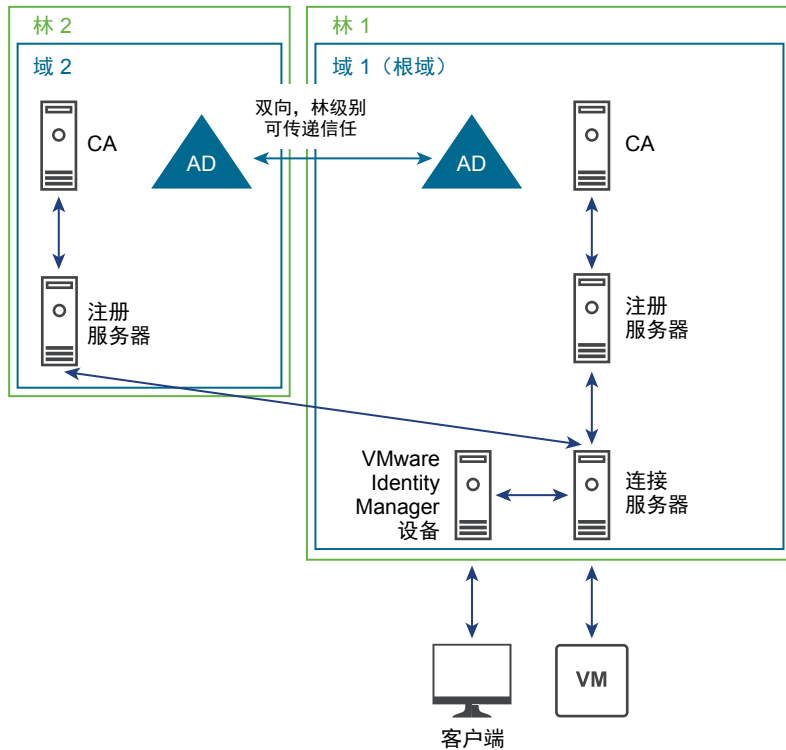 林 2
林 1
域 2
域 1（根域）
双向，林级别
可传递信任
CA
AD
AD
CA
注册
服务器
注册
服务器
VMware
Identity
Manager
设备
连接
服务器
VM
客户端